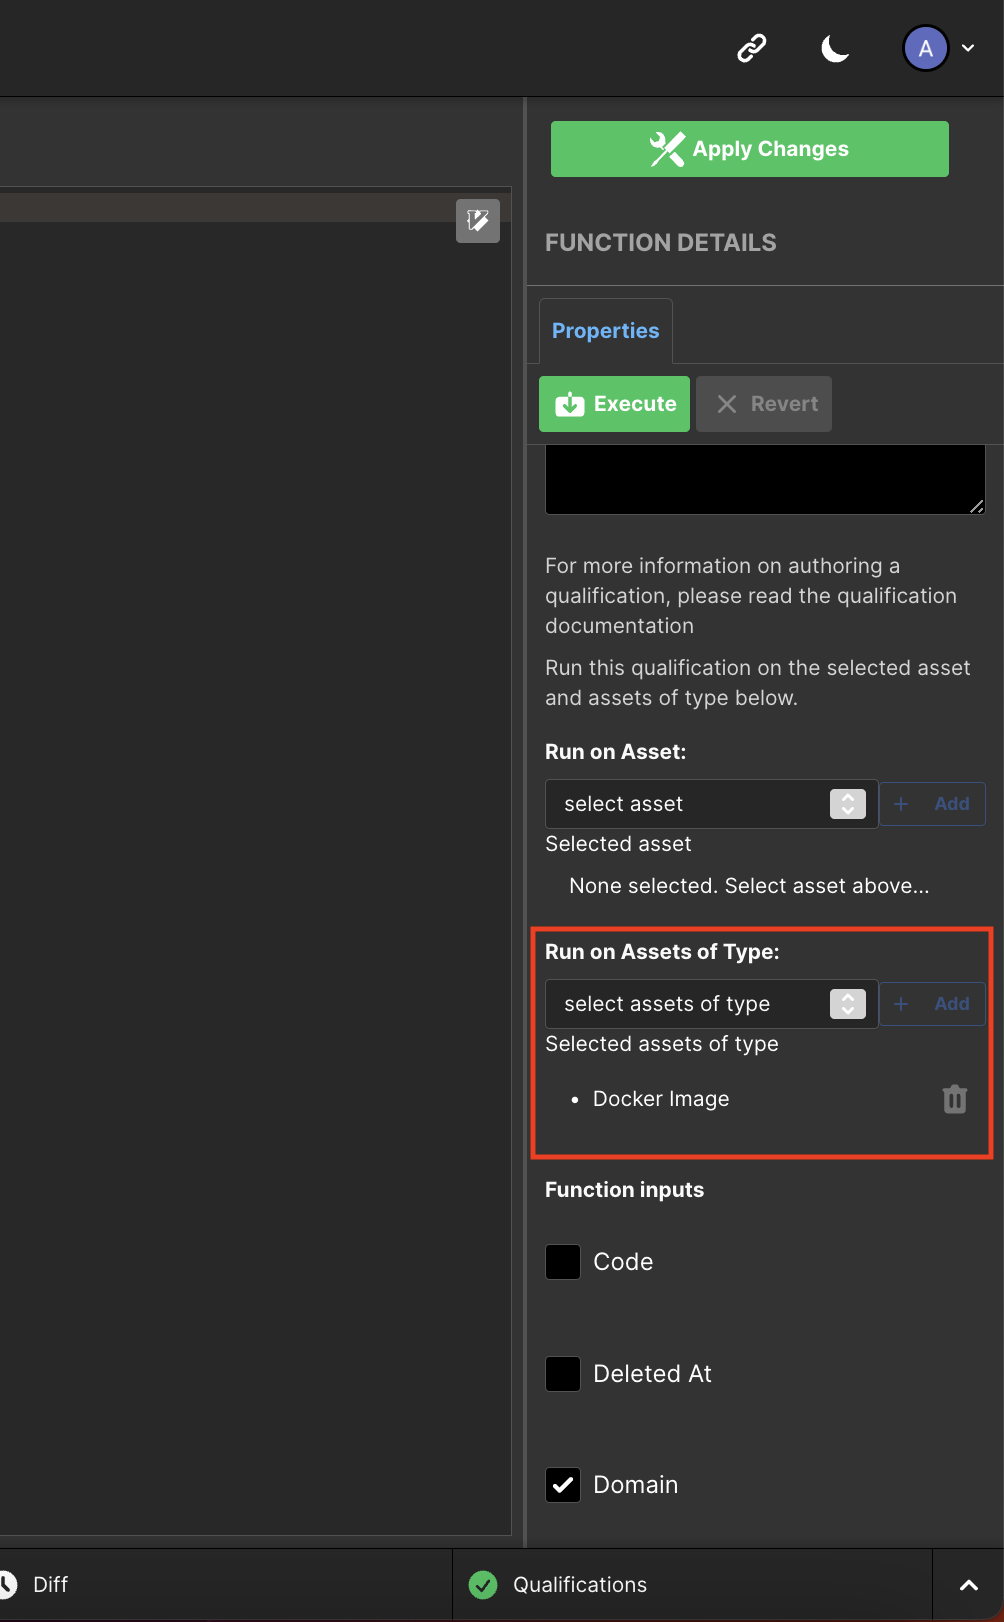 A
Apply Changes
FUNCTION DETAILS
Properties
Execute
Revert
For more information on authoring a
qualification, please read the qualification
documentation
Run this qualification on the selected asset
and assets of type below.
Run on Asset:
select asset
+ Add
Selected asset
None selected. Select asset above...
Run on Assets of Type:
select assets of type
+ Add
Selected assets of type
• Docker Image
Function inputs
Code
Deleted At
Domain
Diff
Qualifications